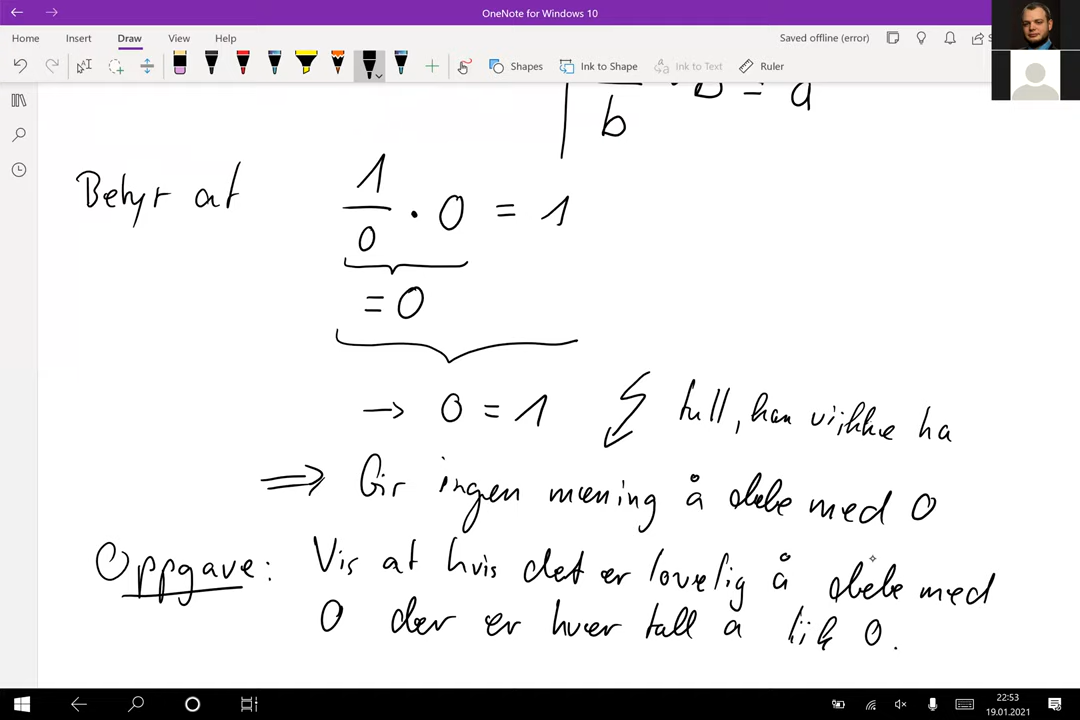 OneNote for Windows 10
Home Insert Draw View Help
Saved offline (error)
Shapes Ink to Shape Ink to Text Ruler
b · b = a
Betyr at 1/0 · 0 = 1
= 0
→ 0 = 1 tull, kan vi ikke ha
⇒ Gir ingen mening å dele med 0
Oppgave: Vis at hvis det er lovelig å dele med
0 der er hver tall a lik 0.
22:53
19.01.2021